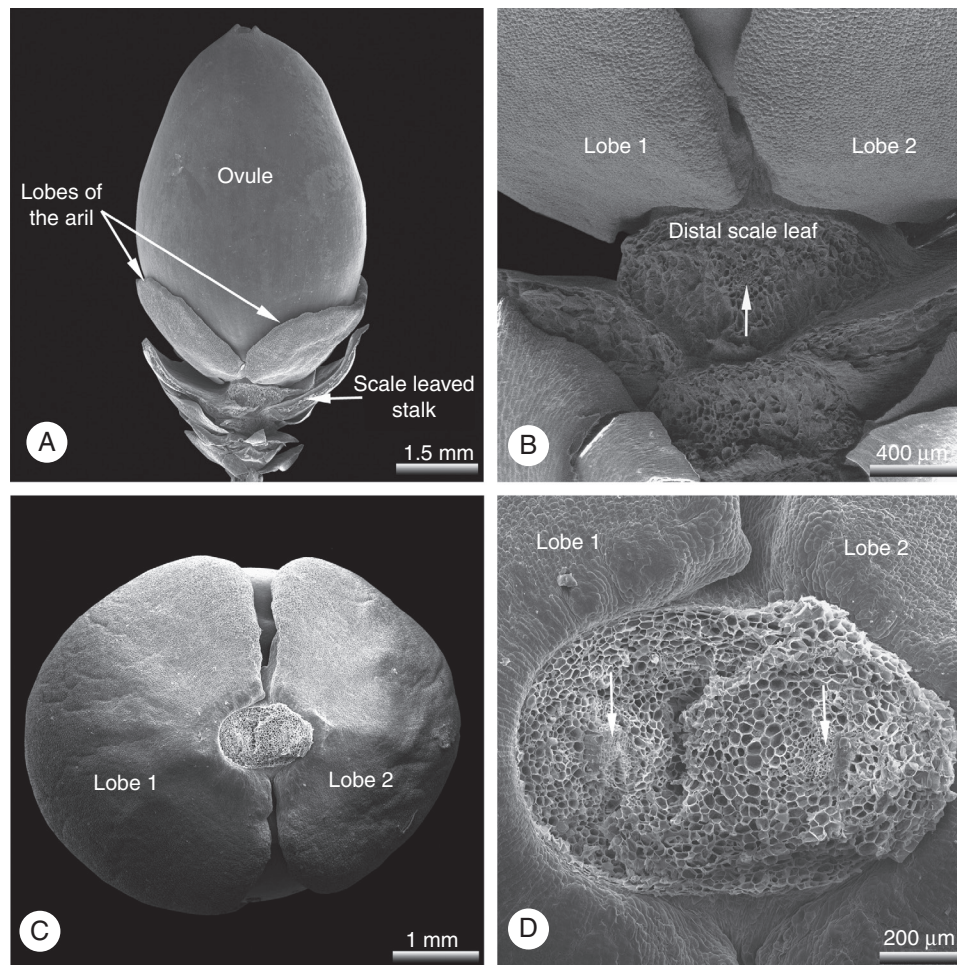 Ovule
Lobes of
the aril
Scale leaved
stalk
A
1.5 mm
Lobe 1
Lobe 2
Distal scale leaf
B
400 μm
Lobe 1
Lobe 2
C
1 mm
Lobe 1
Lobe 2
D
200 μm